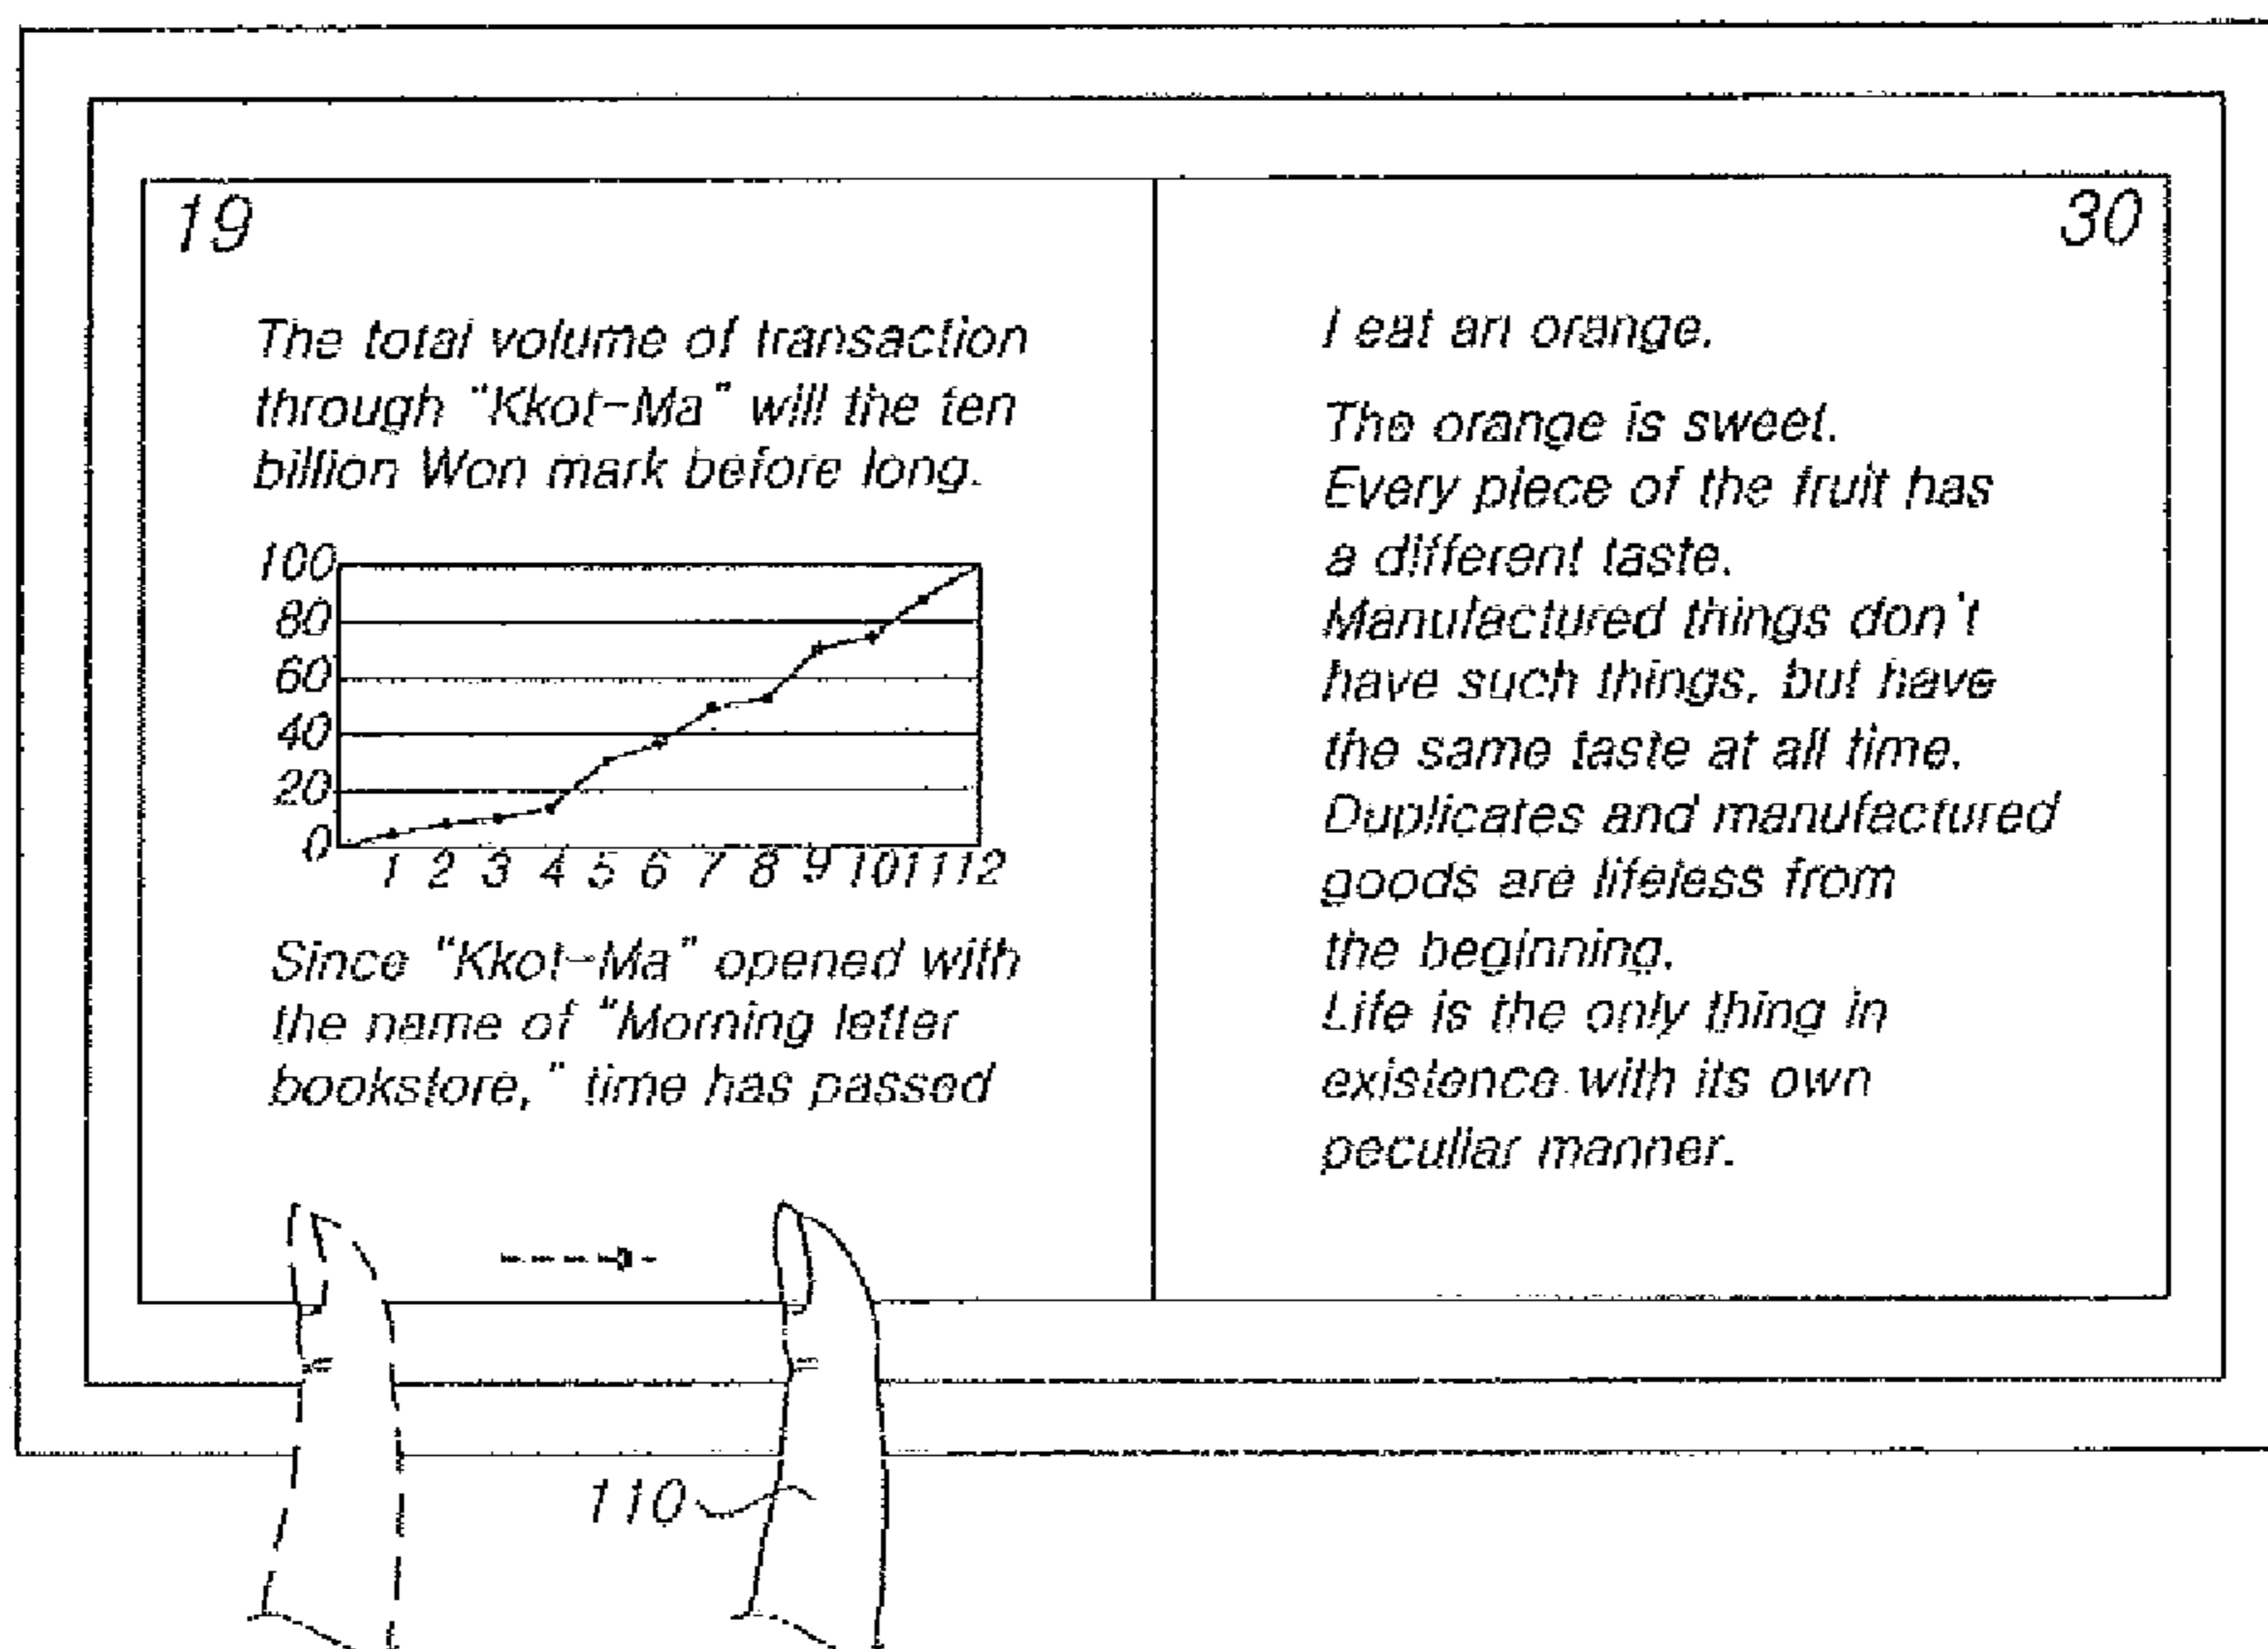 19
The total volume of transaction
through "Kkot-Ma" will the ten
billion Won mark before long.
100
80
60
40
20
0
1 2 3 4 5 6 7 8 9 10 11 12
Since "Kkot-Ma" opened with
the name of "Morning letter
bookstore," time has passed
30
I eat an orange.
The orange is sweet.
Every piece of the fruit has
a different taste.
Manufactured things don't
have such things, but have
the same taste at all time.
Duplicates and manufactured
goods are lifeless from
the beginning.
Life is the only thing in
existence with its own
peculiar manner.
110